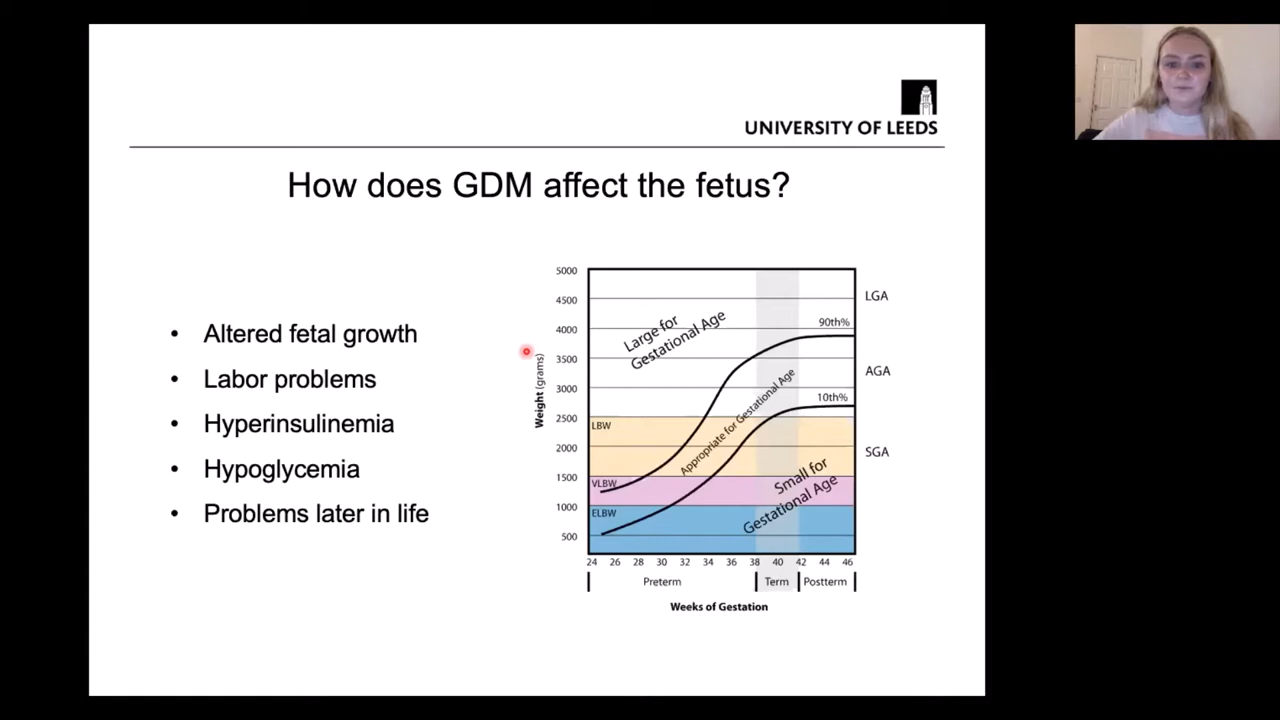 UNIVERSITY OF LEEDS
How does GDM affect the fetus?
• Altered fetal growth
• Labor problems
• Hyperinsulinemia
• Hypoglycemia
• Problems later in life
Weight (grams)
5000
4500
4000
3500
3000
2500
2000
1500
1000
500
Large for
Gestational Age
Appropriate for Gestational Age
Small for
Gestational Age
LBW
VLBW
ELBW
90th%
10th%
LGA
AGA
SGA
24 26 28 30 32 34 36 38 40 42 44 46
Preterm Term Postterm
Weeks of Gestation